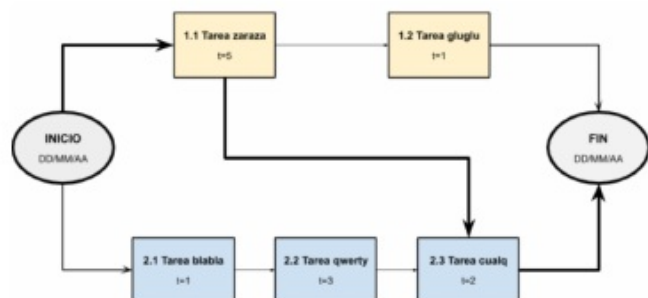 1.1 Tarea zaraza
t=5
1.2 Tarea gluglu
t=1
INICIO
DD/MM/AA
FIN
DD/MM/AA
2.1 Tarea blabla
t=1
2.2 Tarea qwerty
t=3
2.3 Tarea cualq
t=2